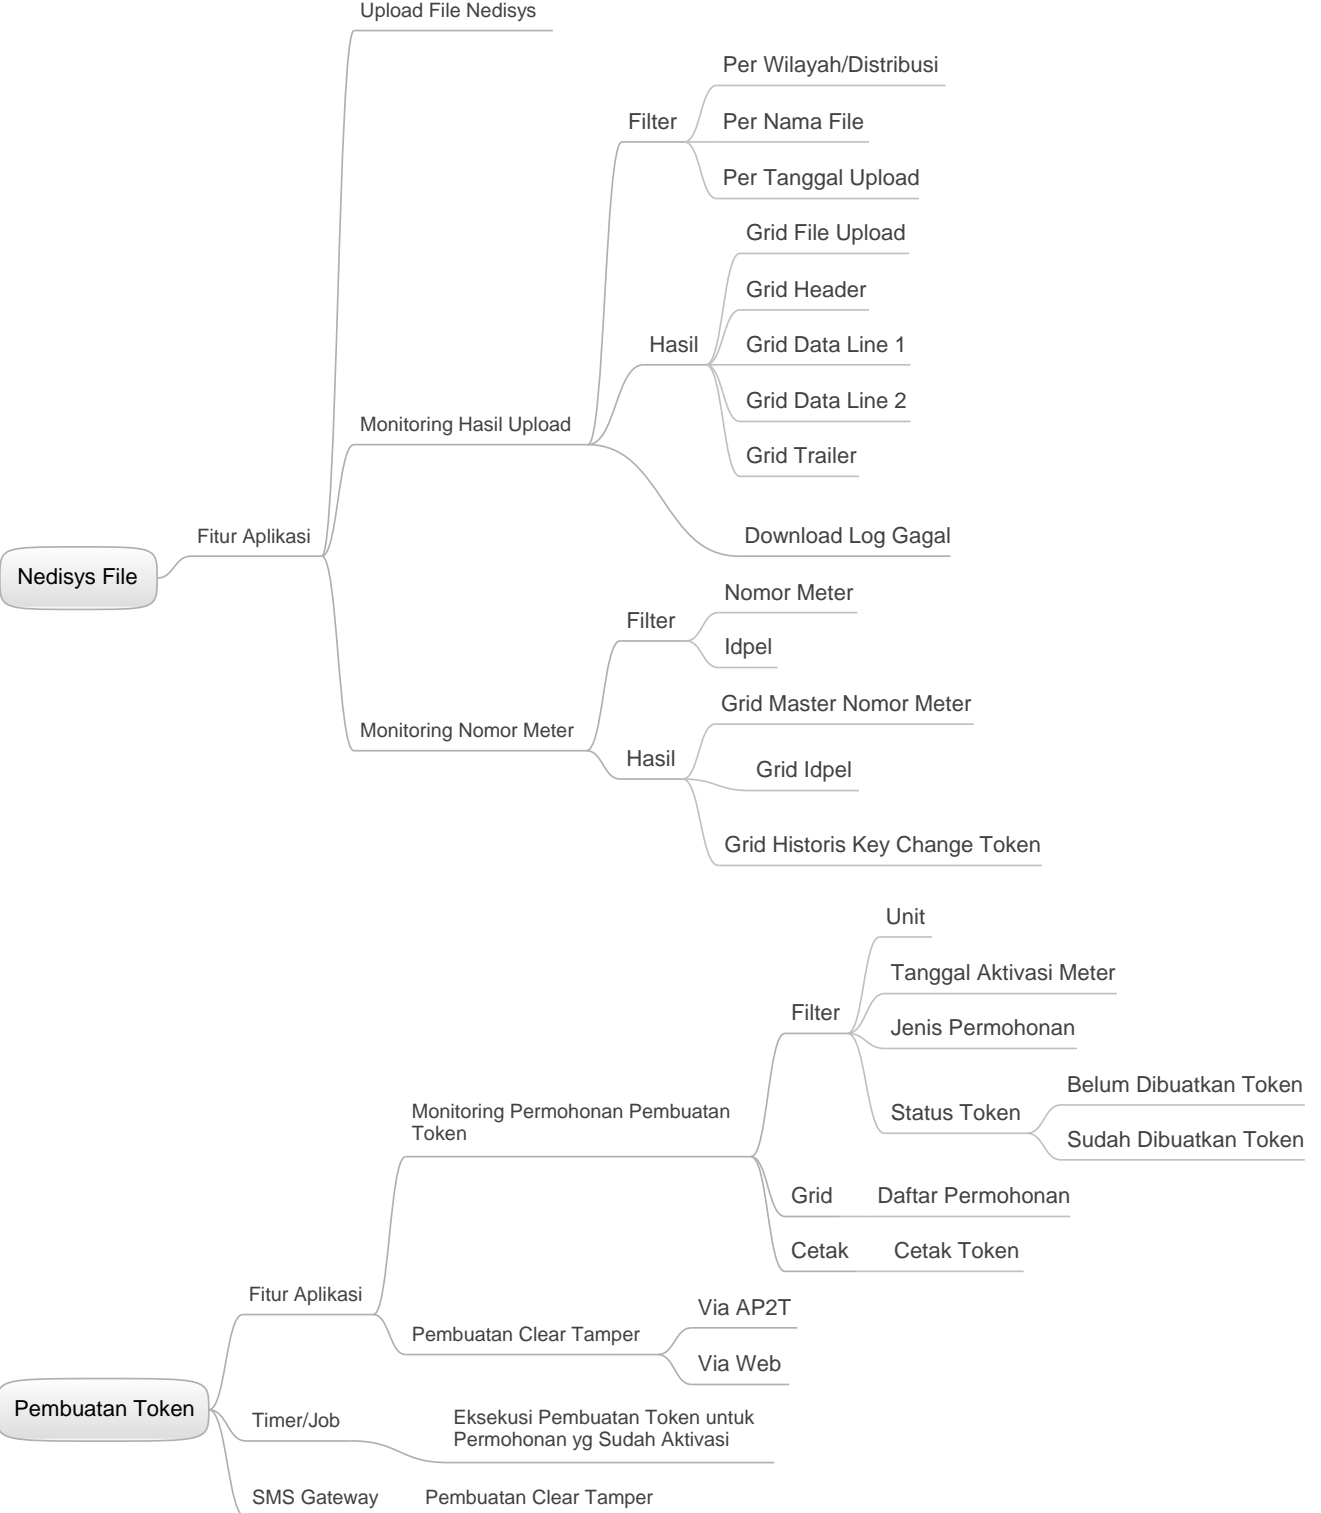 Upload File Nedisys
Per Wilayah/Distribusi
Filter
Per Nama File
Per Tanggal Upload
Grid File Upload
Grid Header
Hasil
Grid Data Line 1
Grid Data Line 2
Monitoring Hasil Upload
Grid Trailer
Fitur Aplikasi
Download Log Gagal
Nedisys File
Nomor Meter
Filter
Idpel
Grid Master Nomor Meter
Monitoring Nomor Meter
Hasil
Grid Idpel
Grid Historis Key Change Token
Unit
Tanggal Aktivasi Meter
Filter
Jenis Permohonan
Belum Dibuatkan Token
Status Token
Sudah Dibuatkan Token
Monitoring Permohonan Pembuatan
Token
Grid
Daftar Permohonan
Cetak
Cetak Token
Fitur Aplikasi
Via AP2T
Pembuatan Clear Tamper
Via Web
Pembuatan Token
Timer/Job
Eksekusi Pembuatan Token untuk
Permohonan yg Sudah Aktivasi
SMS Gateway
Pembuatan Clear Tamper